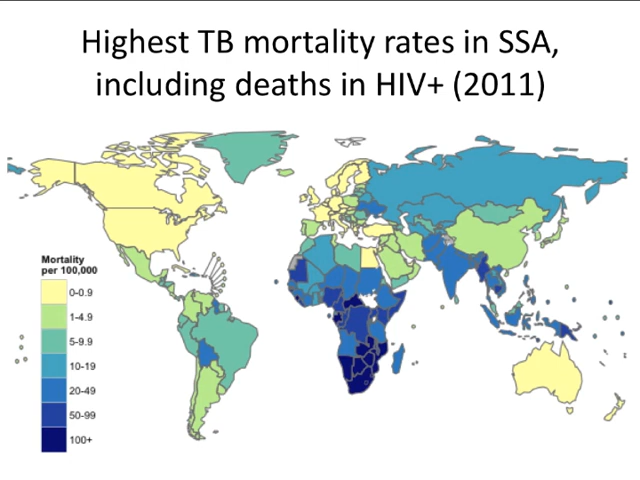 Highest TB mortality rates in SSA,
including deaths in HIV+ (2011)
Mortality
per 100,000
0-0.9
1-4.9
5-9.9
10-19
20-49
50-99
100+